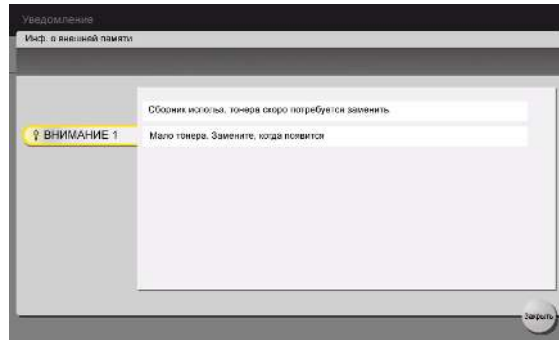 Уведомление
Инф. о внешней памяти
Сборник использ. тонера скоро потребуется заменить
ВНИМАНИЕ 1
Мало тонера. Замените, когда появится
Закрыть